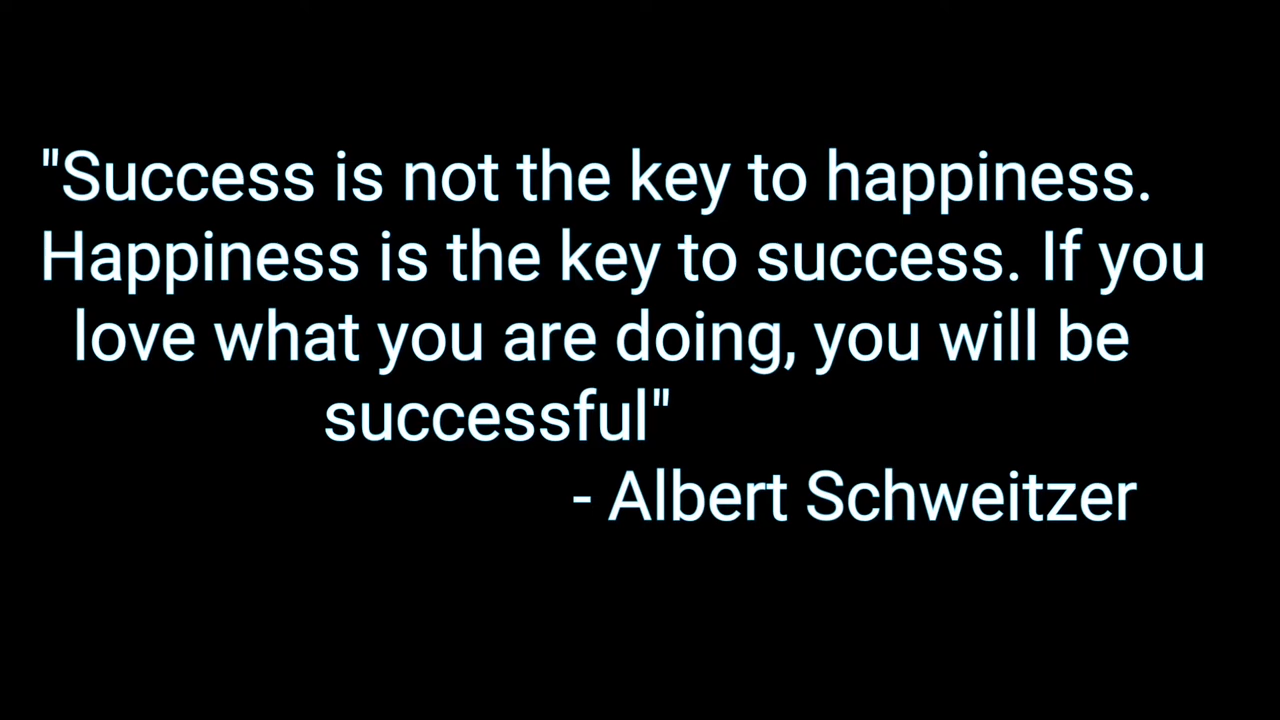 "Success is not the key to happiness.
Happiness is the key to success. If you
love what you are doing, you will be
successful"
- Albert Schweitzer